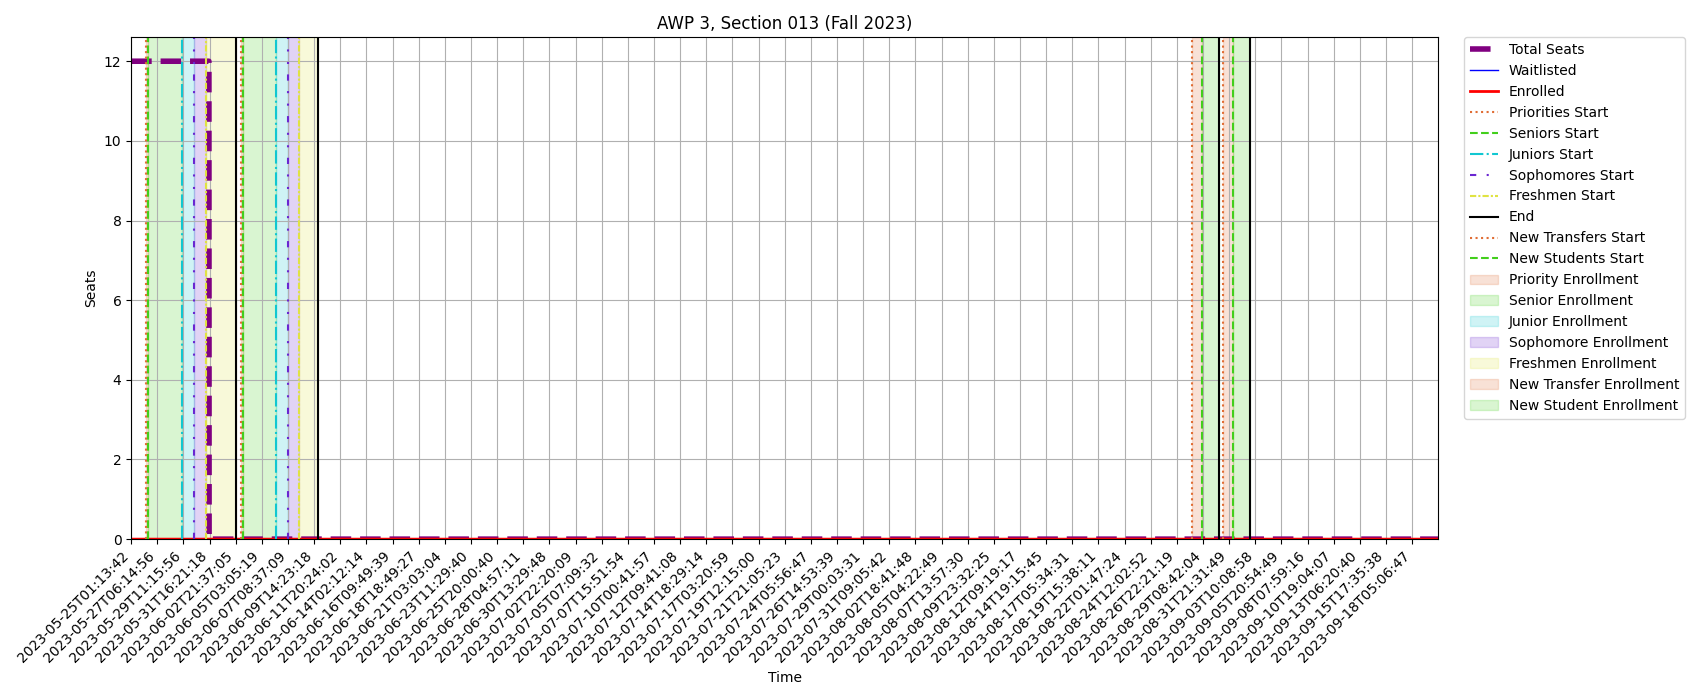 AWP 3, Section 013 (Fall 2023)
12
10
8
6
4
2
0
Seats
2023-05-25T01:13:42
2023-05-27T06:14:56
2023-05-29T11:15:56
2023-05-31T16:21:18
2023-06-02T21:37:05
2023-06-05T03:05:19
2023-06-07T08:37:09
2023-06-09T14:23:18
2023-06-11T20:24:02
2023-06-14T02:12:14
2023-06-16T09:49:39
2023-06-18T18:49:27
2023-06-21T03:03:04
2023-06-23T11:29:40
2023-06-25T20:00:40
2023-06-28T04:57:11
2023-06-30T13:29:48
2023-07-02T22:20:09
2023-07-05T07:09:32
2023-07-07T15:51:54
2023-07-10T00:41:57
2023-07-12T09:41:08
2023-07-14T18:29:14
2023-07-17T03:20:59
2023-07-19T12:15:00
2023-07-21T21:05:23
2023-07-24T05:56:47
2023-07-26T14:53:39
2023-07-29T00:03:31
2023-07-31T09:05:42
2023-08-02T18:41:48
2023-08-05T04:22:49
2023-08-07T13:57:30
2023-08-09T23:32:25
2023-08-12T09:19:17
2023-08-14T19:15:45
2023-08-17T05:34:31
2023-08-19T15:38:11
2023-08-22T01:47:24
2023-08-24T12:02:52
2023-08-26T22:21:19
2023-08-29T08:42:04
2023-08-31T21:31:49
2023-09-03T10:08:58
2023-09-05T20:54:49
2023-09-08T07:59:16
2023-09-10T19:04:07
2023-09-13T06:20:40
2023-09-15T17:35:38
2023-09-18T05:06:47
Time
Total Seats
Waitlisted
Enrolled
Priorities Start
Seniors Start
Juniors Start
Sophomores Start
Freshmen Start
End
New Transfers Start
New Students Start
Priority Enrollment
Senior Enrollment
Junior Enrollment
Sophomore Enrollment
Freshmen Enrollment
New Transfer Enrollment
New Student Enrollment